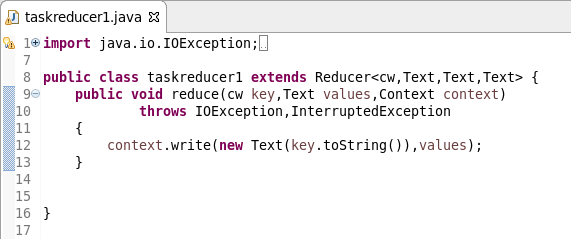 taskreducer1.java
1 import java.io.IOException;
7
8 public class taskreducer1 extends Reducer<cw,Text,Text,Text> {
9 public void reduce(cw key,Text values,Context context)
10 throws IOException,InterruptedException
11 {
12 context.write(new Text(key.toString()),values);
13 }
14
15
16 }
17